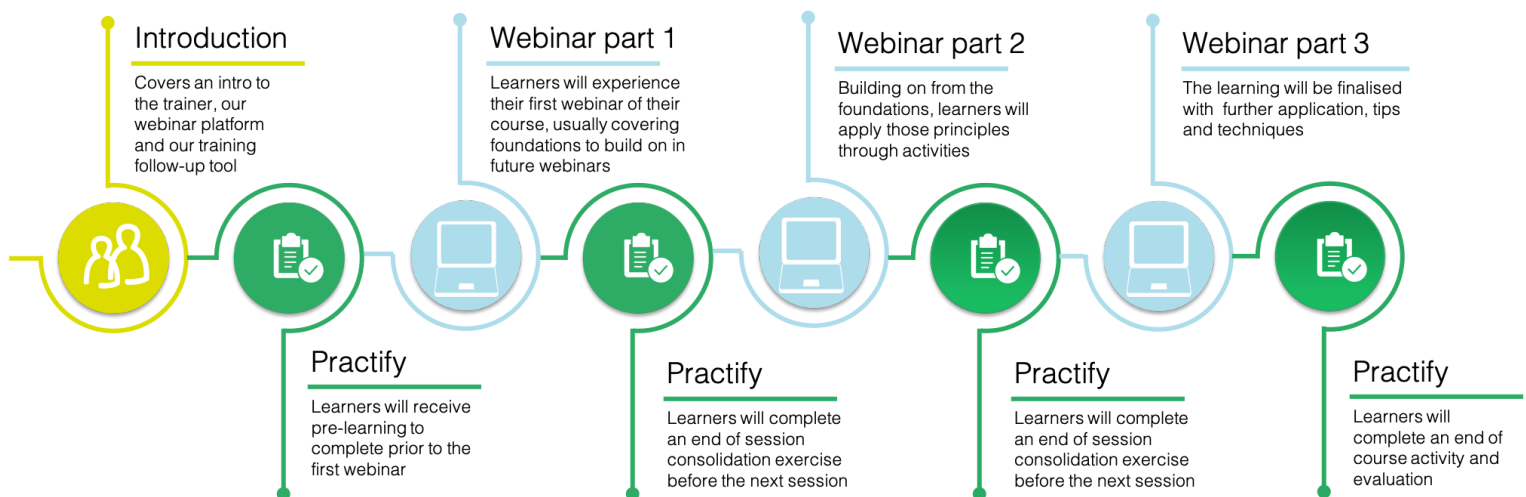 Introduction
Covers an intro to
the trainer, our
webinar platform
and our training
follow-up tool
Practify
Learners will receive
pre-learning to
complete prior to the
first webinar
Webinar part 1
Learners will experience
their first webinar of their
course, usually covering
foundations to build on in
future webinars
Practify
Learners will complete
an end of session
consolidation exercise
before the next session
Webinar part 2
Building on from the
foundations, learners will
apply those principles
through activities
Practify
Learners will complete
an end of session
consolidation exercise
before the next session
Webinar part 3
The learning will be finalised
with  further application, tips
and techniques
Practify
Learners will
complete an end of
course activity and
evaluation